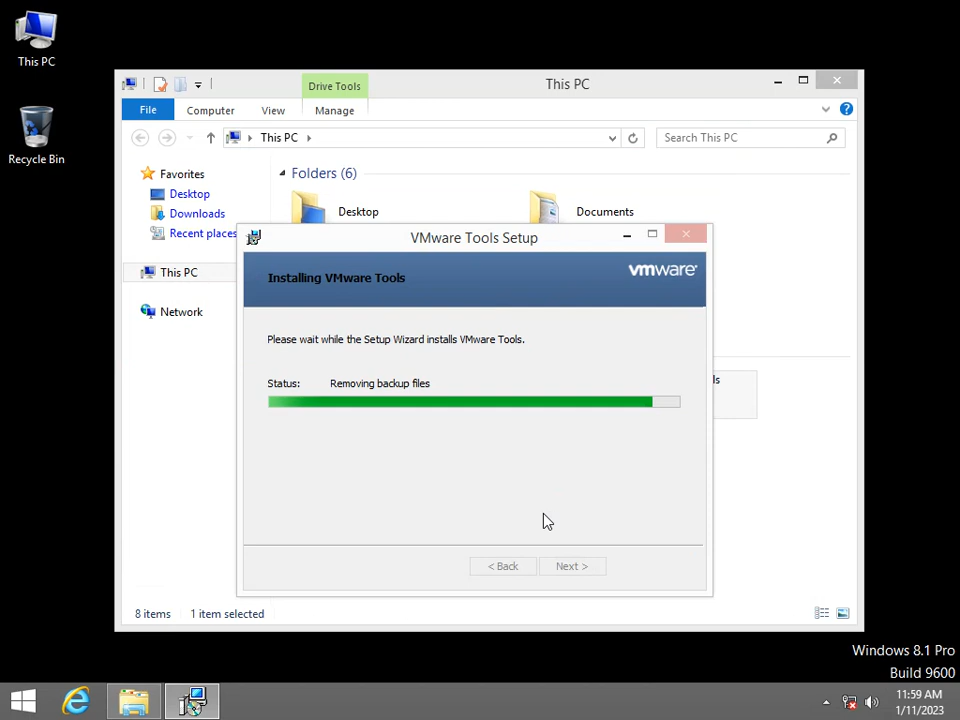 This PC
Recycle Bin
Drive Tools
This PC
File
Computer
View
Manage
This PC
Search This PC
Favorites
Desktop
Downloads
Recent places
This PC
Network
Folders (6)
Desktop
Documents
VMware Tools Setup
Installing VMware Tools
vmware
Please wait while the Setup Wizard installs VMware Tools.
Status: Removing backup files
ls
< Back
Next >
8 items
1 item selected
Windows 8.1 Pro
Build 9600
11:59 AM
1/11/2023